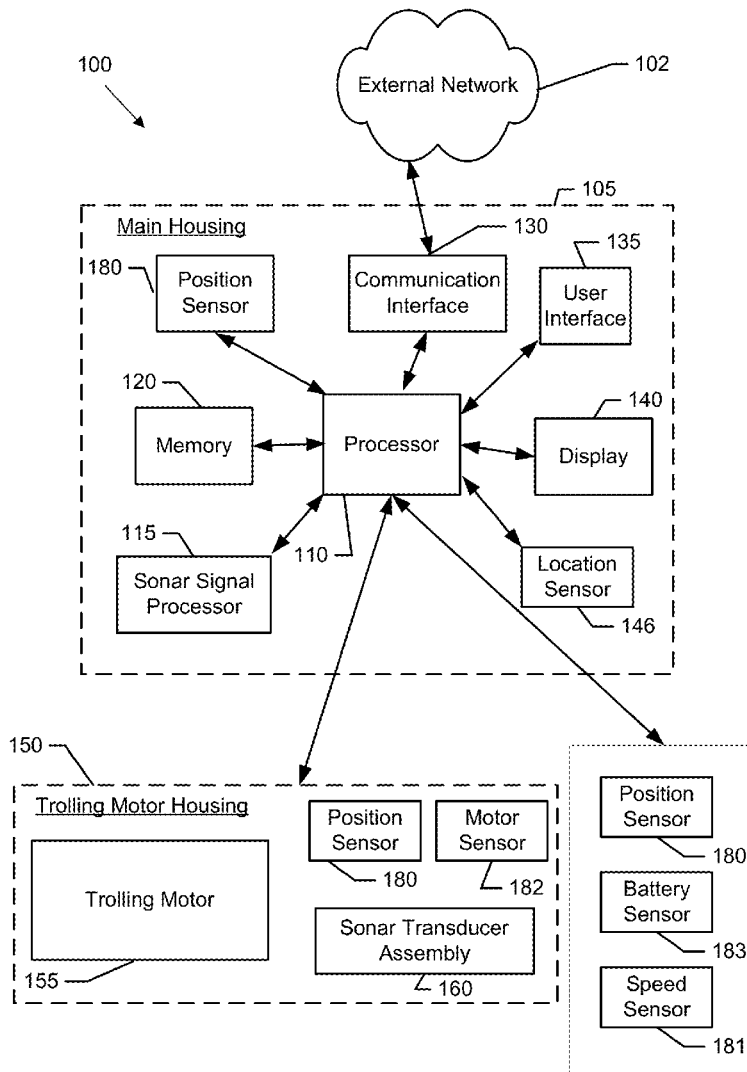 100
External Network
102
105
Main Housing
130
135
180
Position
Sensor
Communication
Interface
User
Interface
120
140
Memory
Processor
Display
115
110
Sonar Signal
Processor
Location
Sensor
146
150
Trolling Motor Housing
Position
Sensor
180
Motor
Sensor
182
Trolling Motor
155
Sonar Transducer
Assembly
160
Position
Sensor
180
Battery
Sensor
183
Speed
Sensor
181